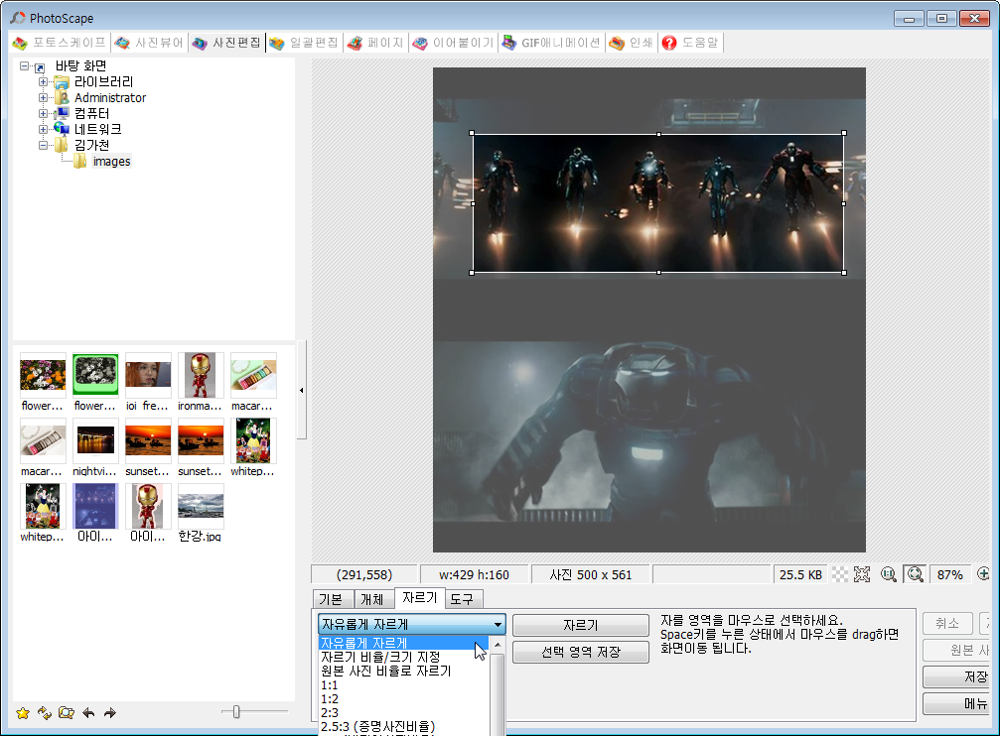 PhotoScape
포토스케이프 사진뷰어 사진편집 일괄편집 페이지 이어붙이기 GIF애니메이션 인쇄 도움말
바탕 화면
라이브러리
Administrator
컴퓨터
네트워크
김가천
images
flower... flower... ioi fre... ironma... macar...
macar... nightvi... sunset... sunset... whitep...
whitep... 아이... 아이... 한강.jpg
(291,558) w:429 h:160 사진 500 x 561 25.5 KB 87%
기본 개체 자르기 도구
자유롭게 자르게
자유롭게 자르게
자르기 비율/크기 지정
원본 사진 비율로 자르기
1:1
1:2
2:3
2.5:3 (증명사진비율)
자르기
선택 영역 저장
자를 영역을 마우스로 선택하세요.
Space키를 누른 상태에서 마우스를 drag하면
화면이동 됩니다.
취소
원본 사
저장
메뉴